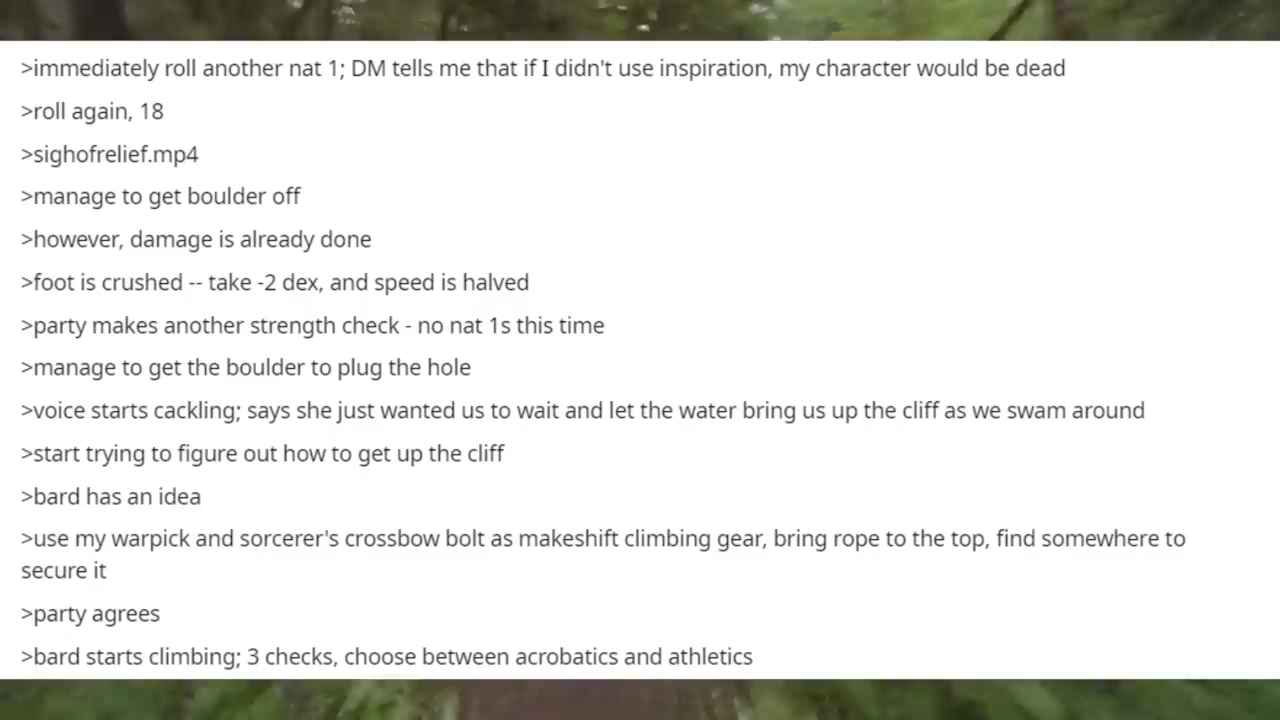 >immediately roll another nat 1; DM tells me that if I didn't use inspiration, my character would be dead
>roll again, 18
>sighofrelief.mp4
>manage to get boulder off
>however, damage is already done
>foot is crushed -- take -2 dex, and speed is halved
>party makes another strength check - no nat 1s this time
>manage to get the boulder to plug the hole
>voice starts cackling; says she just wanted us to wait and let the water bring us up the cliff as we swam around
>start trying to figure out how to get up the cliff
>bard has an idea
>use my warpick and sorcerer's crossbow bolt as makeshift climbing gear, bring rope to the top, find somewhere to
secure it
>party agrees
>bard starts climbing; 3 checks, choose between acrobatics and athletics